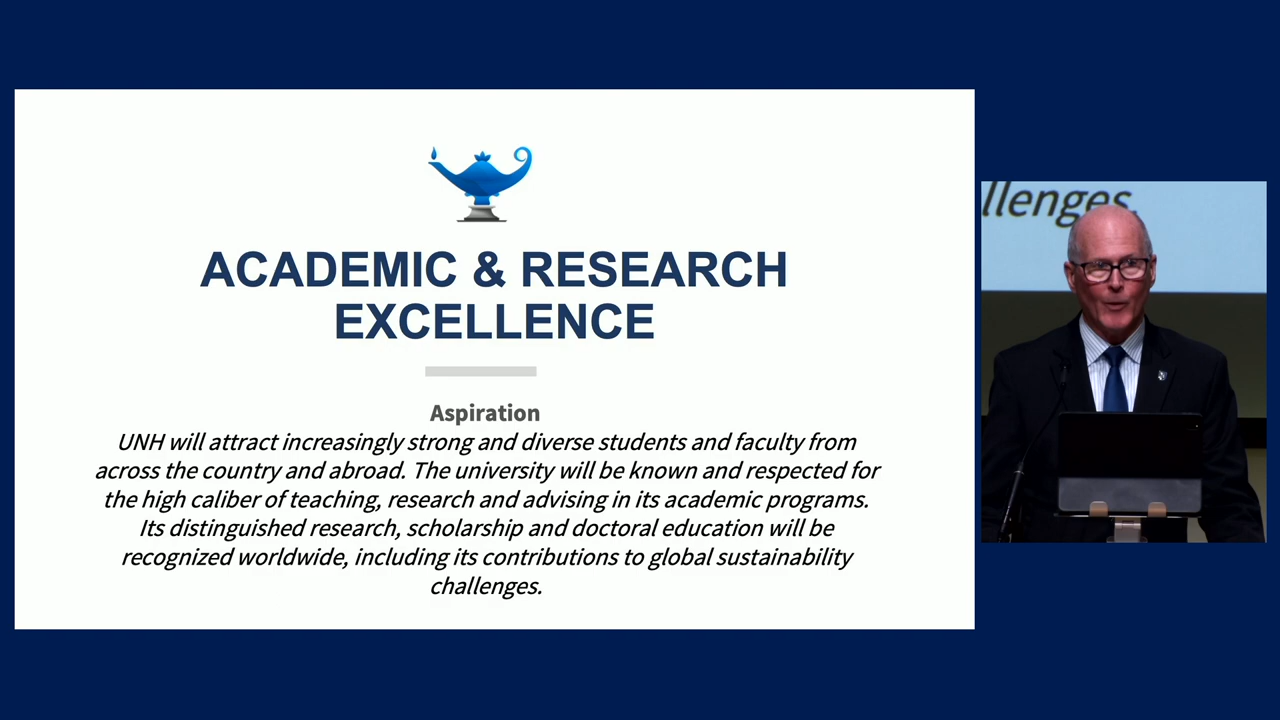 ACADEMIC & RESEARCH
EXCELLENCE
Aspiration
UNH will attract increasingly strong and diverse students and faculty from
across the country and abroad. The university will be known and respected for
the high caliber of teaching, research and advising in its academic programs.
Its distinguished research, scholarship and doctoral education will be
recognized worldwide, including its contributions to global sustainability
challenges.
llenges.